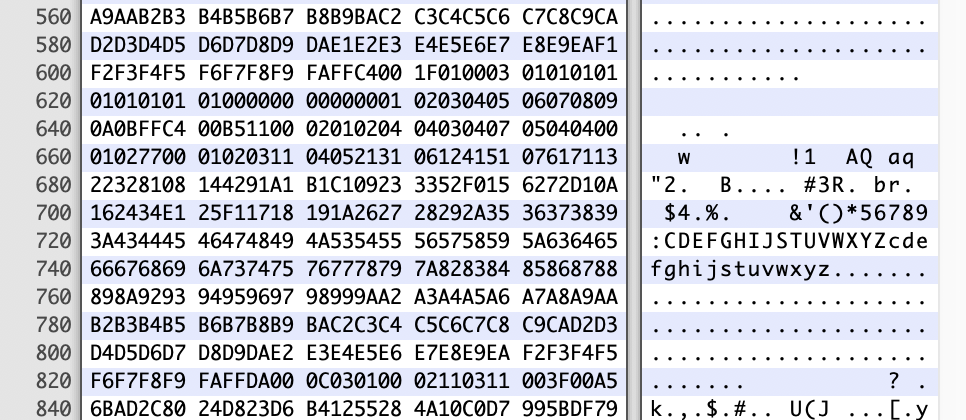 560 A9AAB2B3 B4B5B6B7 B8B9BAC2 C3C4C5C6 C7C8C9CA ....................
580 D2D3D4D5 D6D7D8D9 DAE1E2E3 E4E5E6E7 E8E9EAF1 ....................
600 F2F3F4F5 F6F7F8F9 FAFFC400 1F010003 01010101 ...........
620 01010101 01000000 00000001 02030405 06070809
640 0A0BFFC4 00B51100 02010204 04030407 05040400 .. .
660 01027700 01020311 04052131 06124151 07617113 w !1 AQ aq
680 22328108 144291A1 B1C10923 3352F015 6272D10A "2. B.... #3R. br.
700 162434E1 25F11718 191A2627 28292A35 36373839 $4.%. &'()*56789
720 3A434445 46474849 4A535455 56575859 5A636465 :CDEFGHIJSTUVWXYZcde
740 66676869 6A737475 76777879 7A828384 85868788 fghijstuvwxyz.......
760 898A9293 94959697 98999AA2 A3A4A5A6 A7A8A9AA ....................
780 B2B3B4B5 B6B7B8B9 BAC2C3C4 C5C6C7C8 C9CAD2D3 ....................
800 D4D5D6D7 D8D9DAE2 E3E4E5E6 E7E8E9EA F2F3F4F5 ....................
820 F6F7F8F9 FAFFDA00 0C030100 02110311 003F00A5 ....... ? .
840 6BAD2C80 24D823D6 B4125528 4A10C0D7 995BDF79 k.,.$.#.. U(J ...[.y